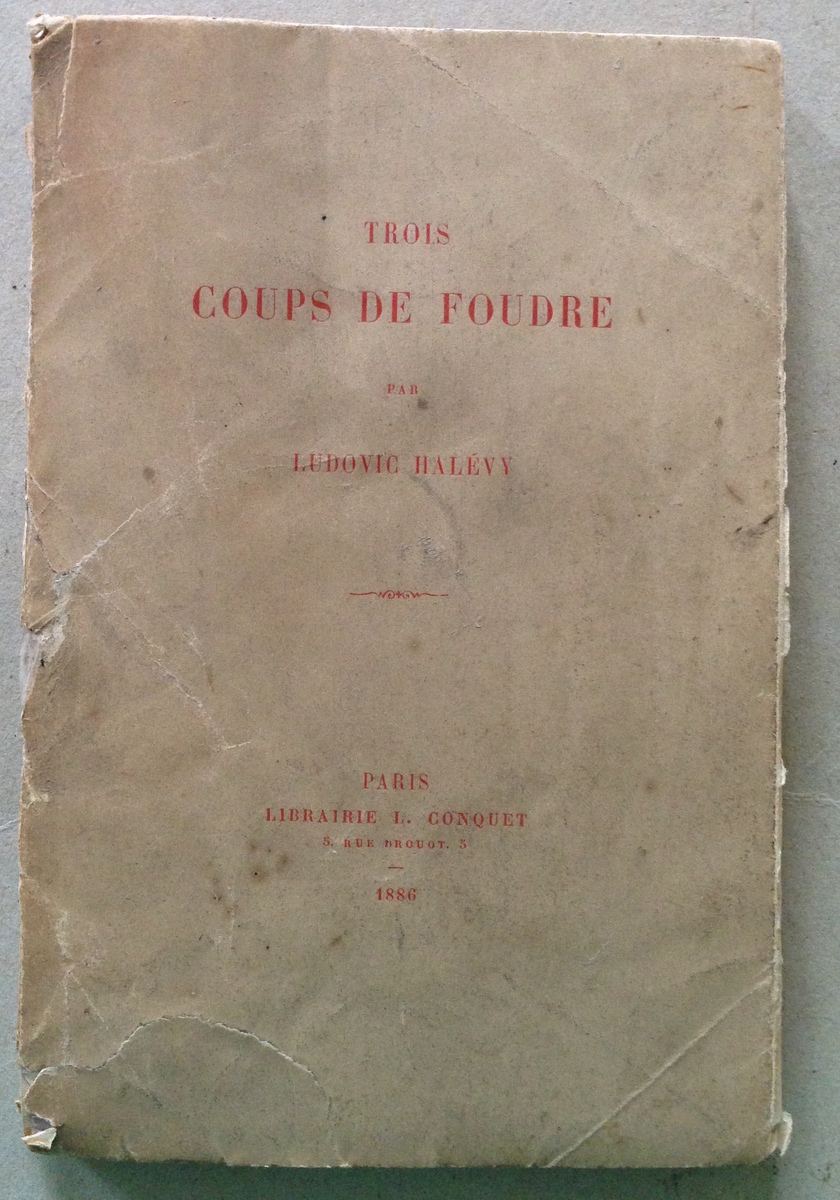 TROIS
COUPS DE FOUDRE
PAR
LUDOVIC HALÉVY
PARIS
LIBRAIRIE L. CONQUET
5, RUE DROUOT, 5
1886